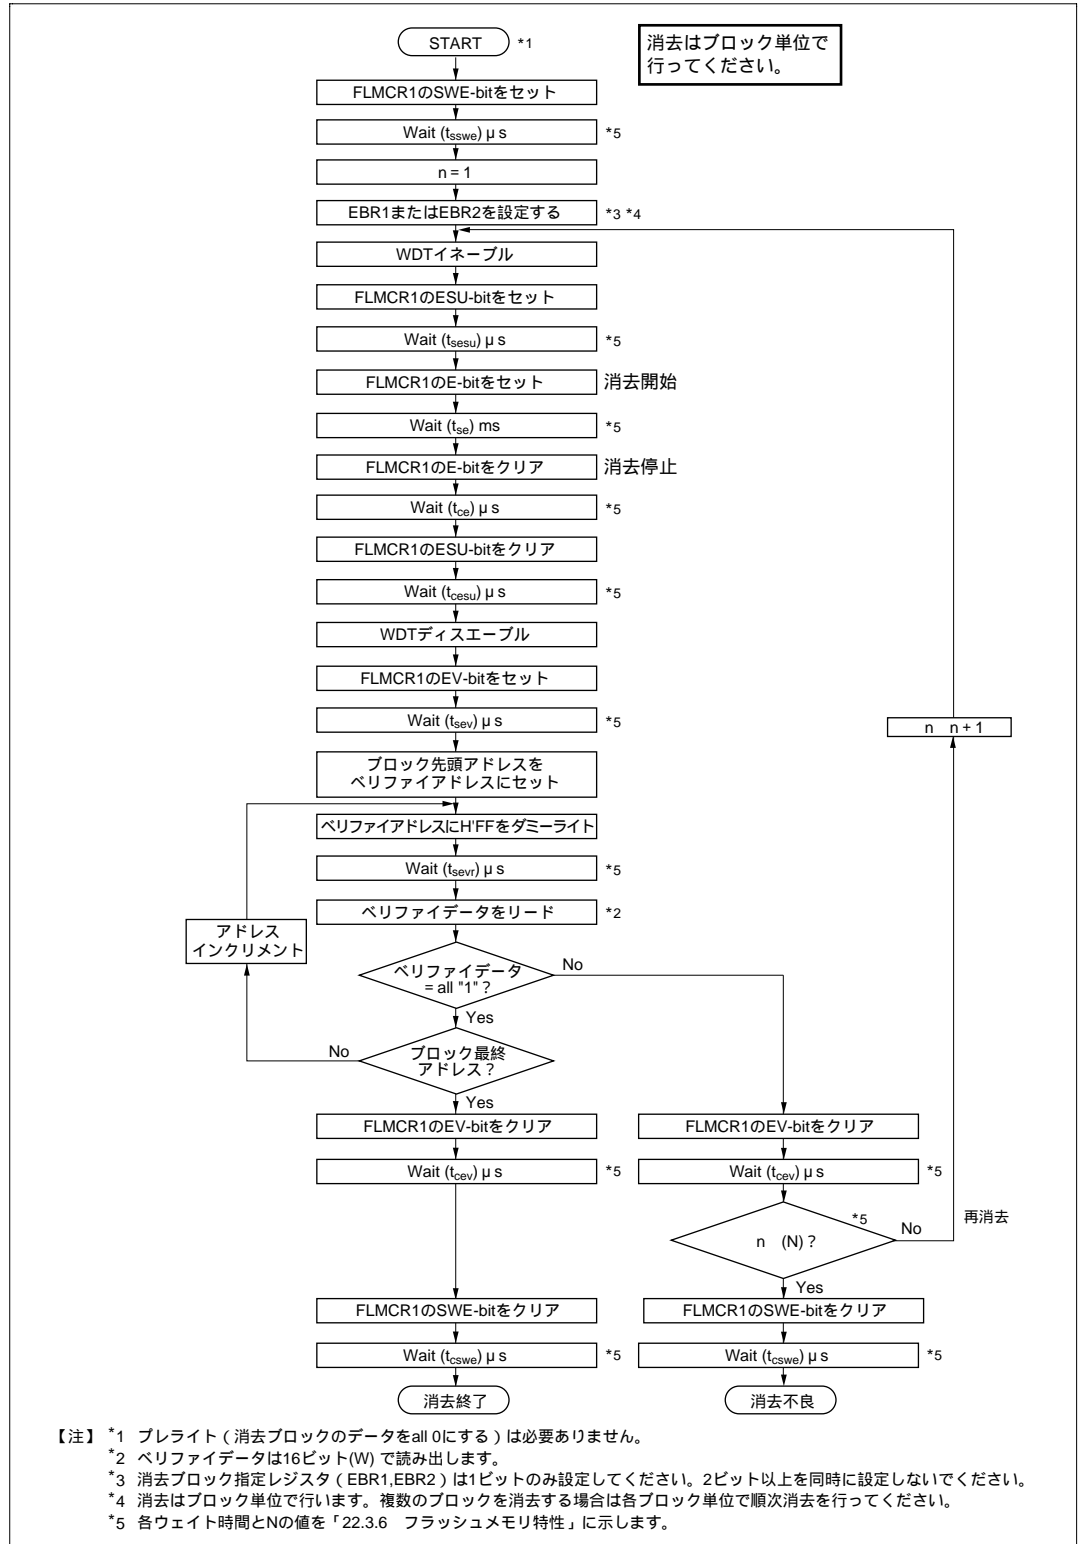 START *1
消去はブロック単位で
行ってください。
FLMCR1のSWE-bitをセット
Wait (tsswe) μ s *5
n = 1
EBR1またはEBR2を設定する *3 *4
WDTイネーブル
FLMCR1のESU-bitをセット
Wait (tsesu) μ s *5
FLMCR1のE-bitをセット 消去開始
Wait (tse) ms *5
FLMCR1のE-bitをクリア 消去停止
Wait (tce) μ s *5
FLMCR1のESU-bitをクリア
Wait (tcesu) μ s *5
WDTディスエーブル
FLMCR1のEV-bitをセット
Wait (tsev) μ s *5
n n + 1
ブロック先頭アドレスを
ベリファイアドレスにセット
ベリファイアドレスにH'FFをダミーライト
Wait (tsevr) μ s *5
ベリファイデータをリード *2
アドレス
インクリメント
ベリファイデータ
= all "1" ?
No
Yes
ブロック最終
アドレス ?
No
Yes
FLMCR1のEV-bitをクリア
Wait (tcev) μ s *5
FLMCR1のEV-bitをクリア
Wait (tcev) μ s *5
n (N) ? *5
No
再消去
Yes
FLMCR1のSWE-bitをクリア
Wait (tcswe) μ s *5
消去終了
FLMCR1のSWE-bitをクリア
Wait (tcswe) μ s *5
消去不良
【注】 *1 プレライト(消去ブロックのデータをall 0にする)は必要ありません。
*2 ベリファイデータは16ビット(W) で読み出します。
*3 消去ブロック指定レジスタ(EBR1,EBR2)は1ビットのみ設定してください。2ビット以上を同時に設定しないでください。
*4 消去はブロック単位で行います。複数のブロックを消去する場合は各ブロック単位で順次消去を行ってください。
*5 各ウェイト時間とNの値を「22.3.6 フラッシュメモリ特性」に示します。